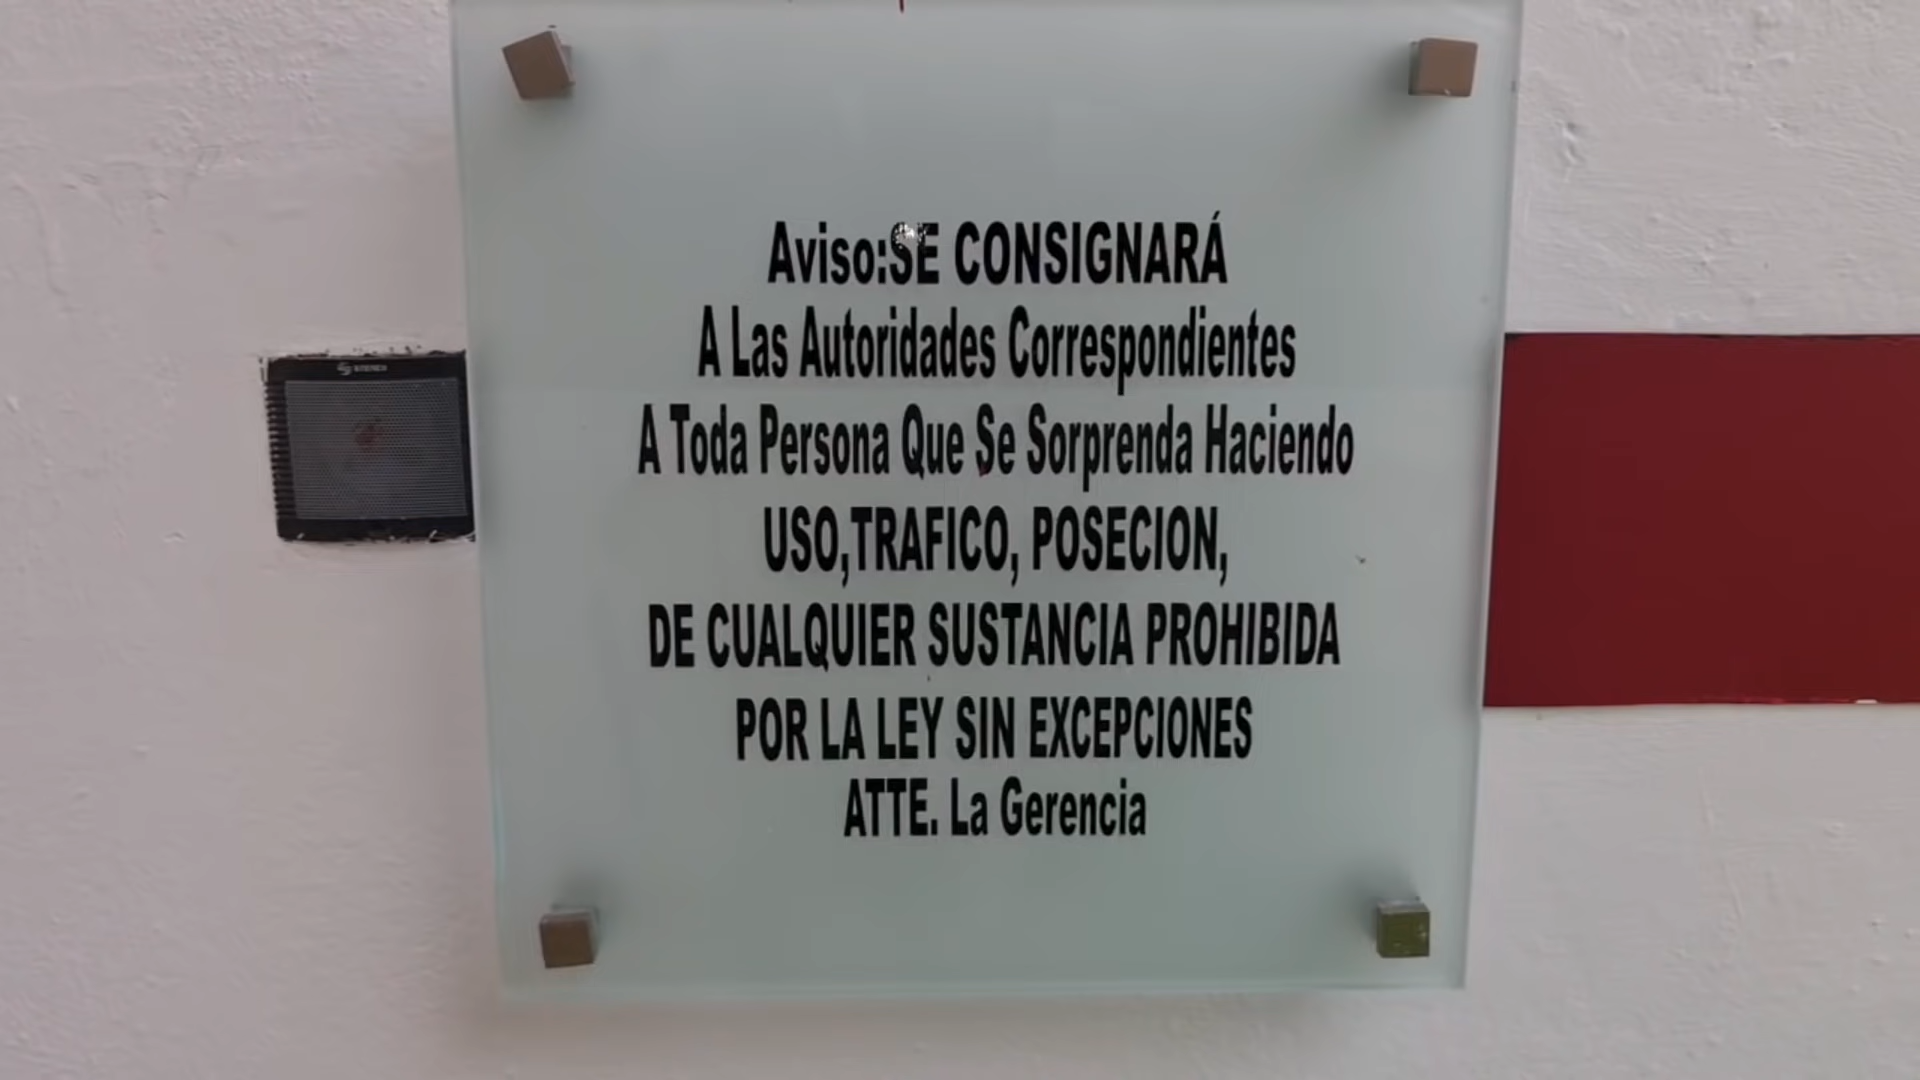 STEREN
Aviso:SE CONSIGNARÁ
A Las Autoridades Correspondientes
A Toda Persona Que Se Sorprenda Haciendo
USO,TRAFICO, POSECION,
DE CUALQUIER SUSTANCIA PROHIBIDA
POR LA LEY SIN EXCEPCIONES
ATTE. La Gerencia